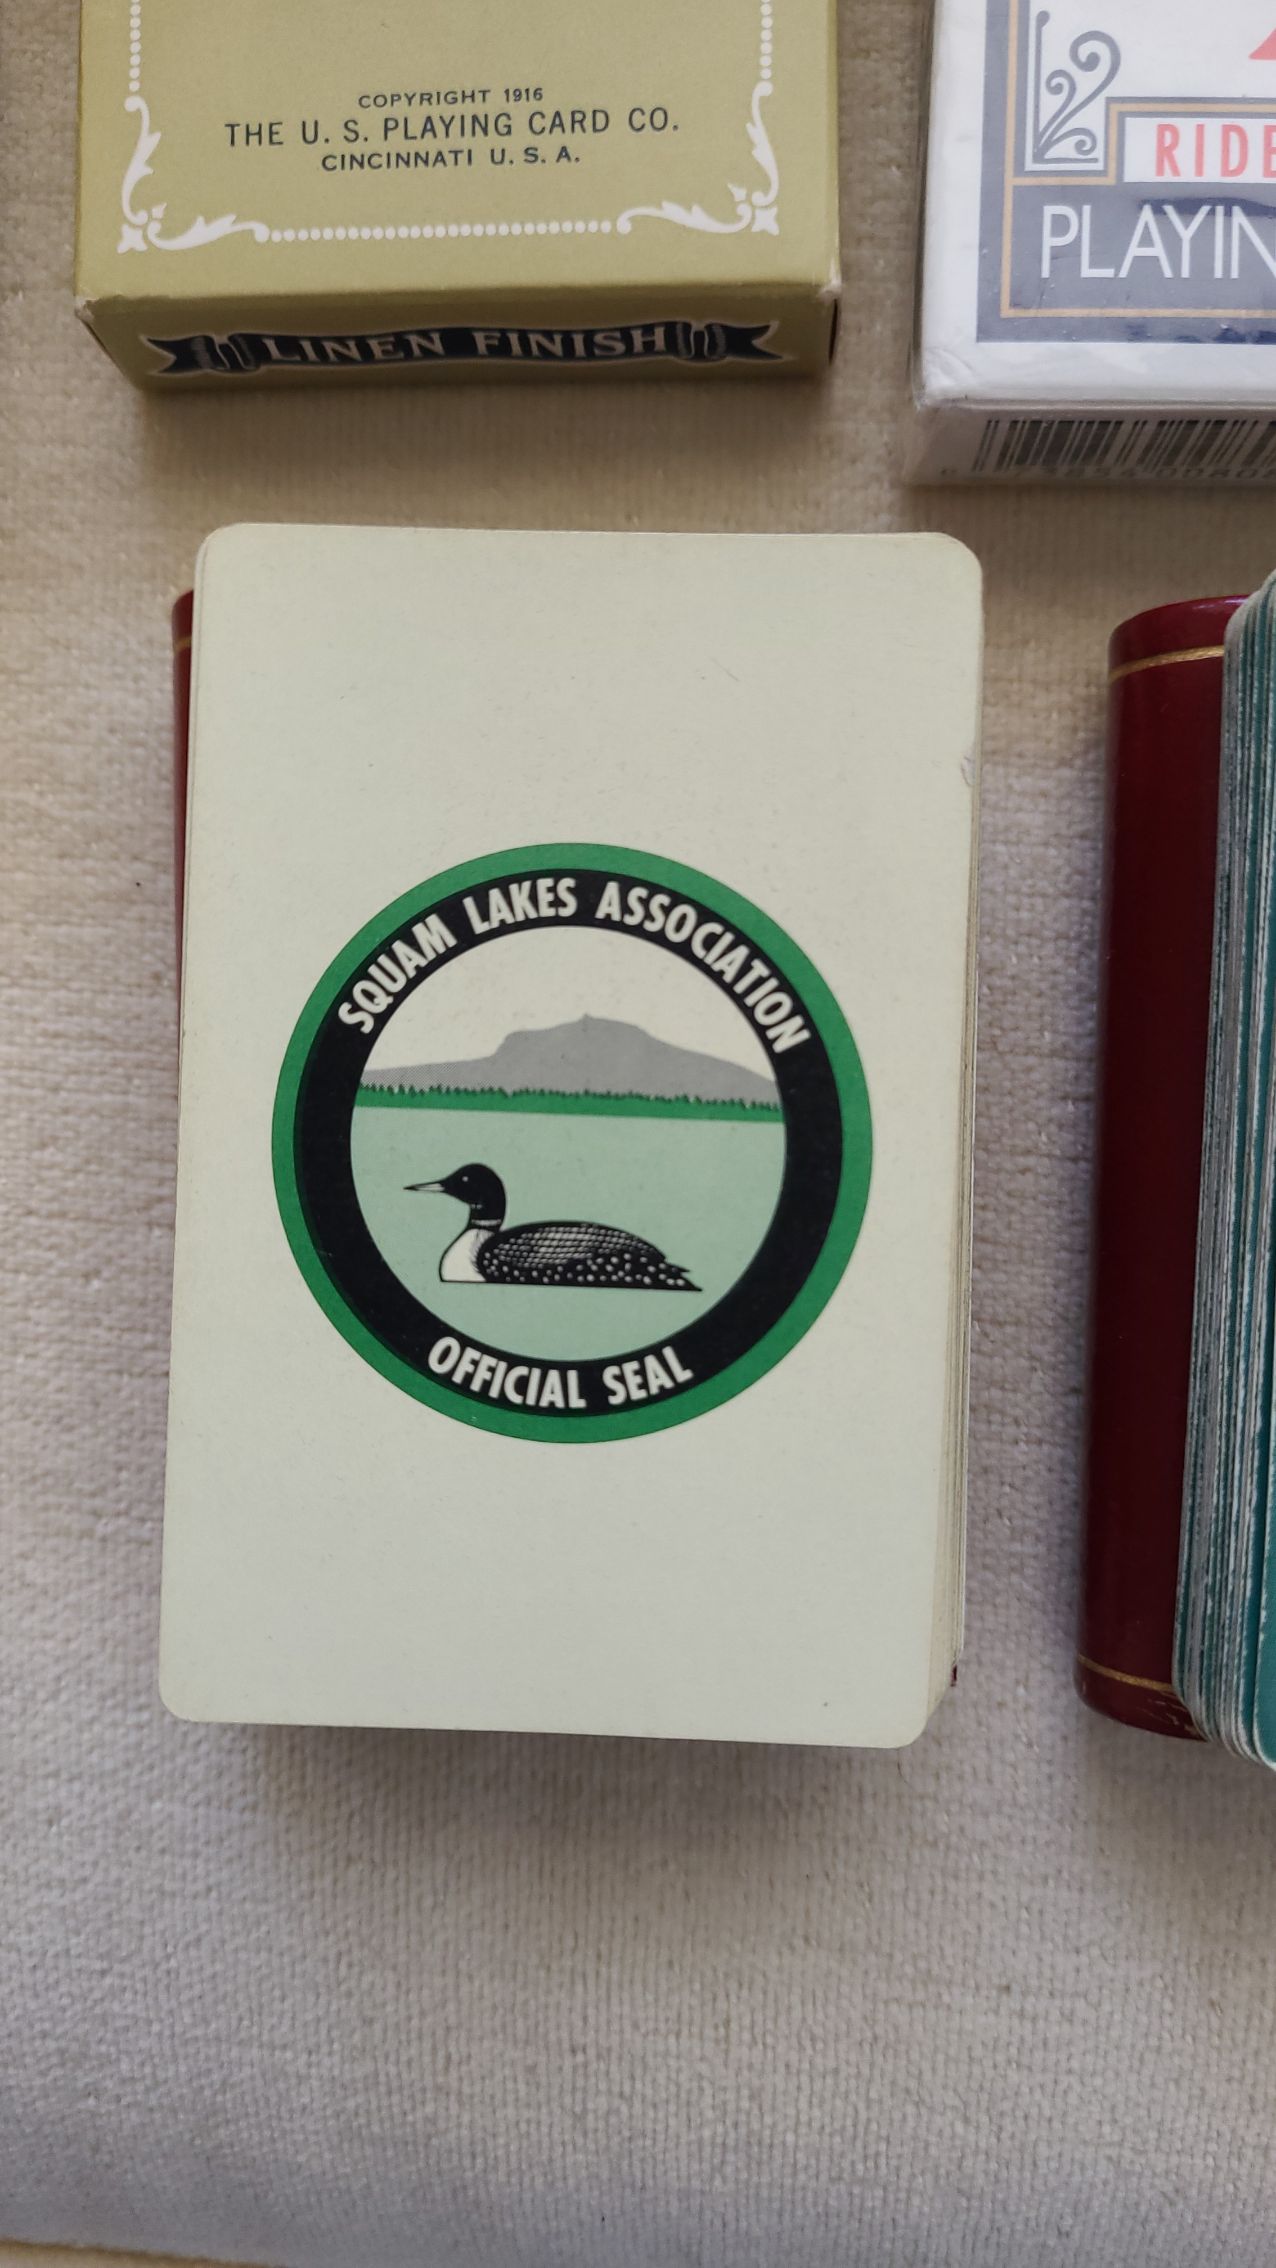 COPYRIGHT 1916
THE U. S. PLAYING CARD CO.
CINCINNATI U. S. A.
LINEN FINISH
RIDE
PLAYIN
SQUAM LAKES ASSOCIATION
OFFICIAL SEAL